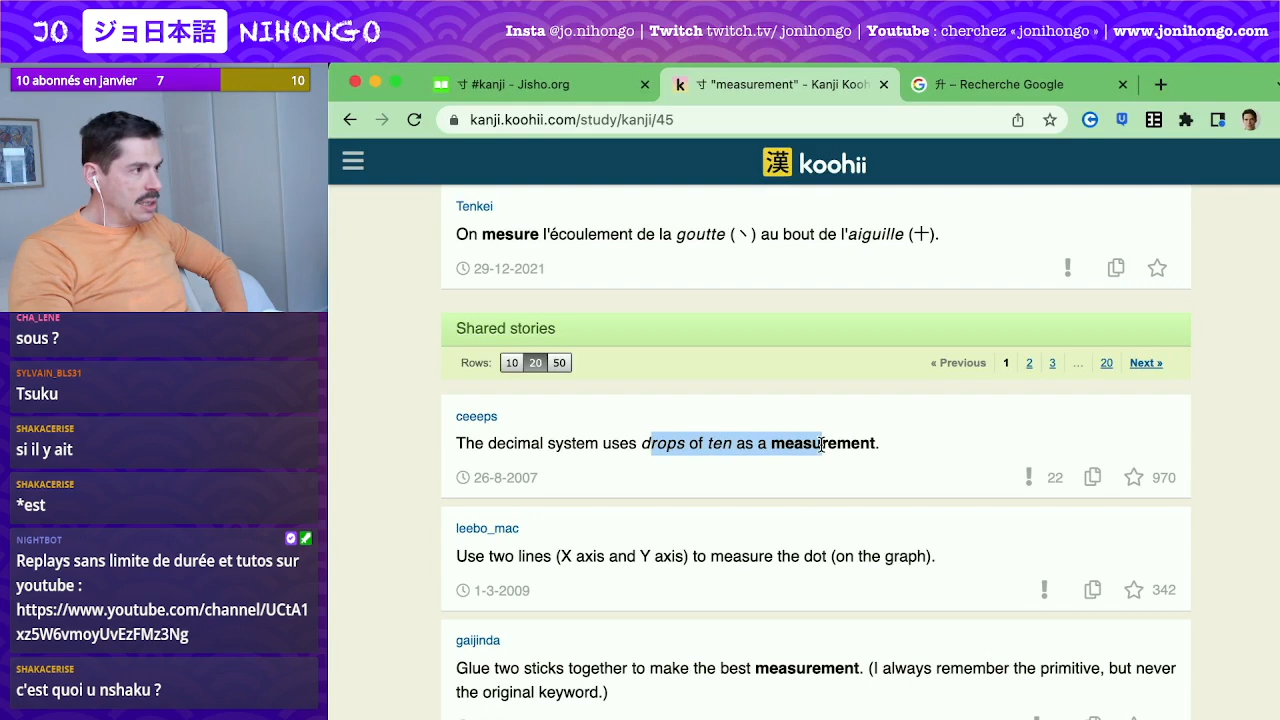 JO ジョ日本語 NIHONGO
Insta @jo.nihongo | Twitch twitch.tv/ jonihongo | Youtube : cherchez « jonihongo » | www.jonihongo.com
10 abonnés en janvier 7 10
寸 #kanji - Jisho.org
寸 "measurement" - Kanji Kooh
升 – Recherche Google
kanji.koohii.com/study/kanji/45
漢 koohii
Tenkei
On mesure l'écoulement de la goutte (丶) au bout de l'aiguille (十).
29-12-2021
Shared stories
Rows: 10 20 50
« Previous 1 2 3 ... 20 Next »
ceeeps
The decimal system uses drops of ten as a measurement.
26-8-2007 22 970
leebo_mac
Use two lines (X axis and Y axis) to measure the dot (on the graph).
1-3-2009 342
gaijinda
Glue two sticks together to make the best measurement. (I always remember the primitive, but never
the original keyword.)
CHA_LENE
sous ?
SYLVAIN_BLS31
Tsuku
SHAKACERISE
si il y ait
SHAKACERISE
*est
NIGHTBOT
Replays sans limite de durée et tutos sur
youtube :
https://www.youtube.com/channel/UCtA1
xz5W6vmoyUvEzFMz3Ng
SHAKACERISE
c'est quoi u nshaku ?